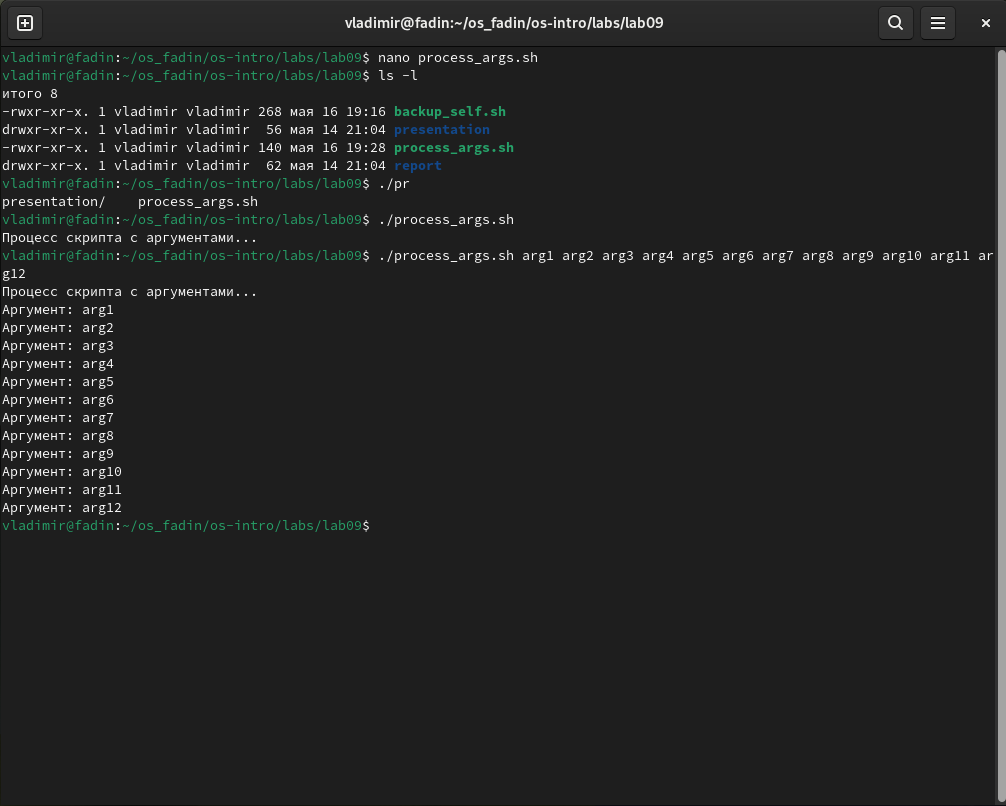 vladimir@fadin:~/os_fadin/os-intro/labs/lab09
vladimir@fadin:~/os_fadin/os-intro/labs/lab09$ nano process_args.sh
vladimir@fadin:~/os_fadin/os-intro/labs/lab09$ ls -l
итого 8
-rwxr-xr-x. 1 vladimir vladimir 268 мая 16 19:16 backup_self.sh
drwxr-xr-x. 1 vladimir vladimir  56 мая 14 21:04 presentation
-rwxr-xr-x. 1 vladimir vladimir 140 мая 16 19:28 process_args.sh
drwxr-xr-x. 1 vladimir vladimir  62 мая 14 21:04 report
vladimir@fadin:~/os_fadin/os-intro/labs/lab09$ ./pr
presentation/    process_args.sh
vladimir@fadin:~/os_fadin/os-intro/labs/lab09$ ./process_args.sh
Процесс скрипта с аргументами...
vladimir@fadin:~/os_fadin/os-intro/labs/lab09$ ./process_args.sh arg1 arg2 arg3 arg4 arg5 arg6 arg7 arg8 arg9 arg10 arg11 ar
g12
Процесс скрипта с аргументами...
Аргумент: arg1
Аргумент: arg2
Аргумент: arg3
Аргумент: arg4
Аргумент: arg5
Аргумент: arg6
Аргумент: arg7
Аргумент: arg8
Аргумент: arg9
Аргумент: arg10
Аргумент: arg11
Аргумент: arg12
vladimir@fadin:~/os_fadin/os-intro/labs/lab09$